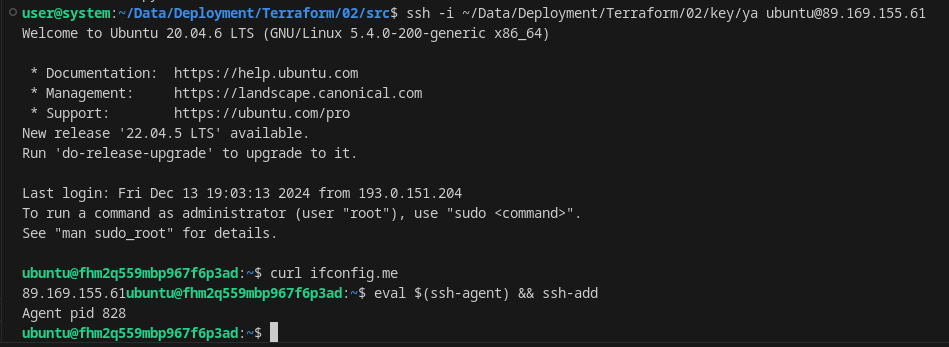 user@system:~/Data/Deployment/Terraform/02/src$ ssh -i ~/Data/Deployment/Terraform/02/key/ya ubuntu@89.169.155.61
Welcome to Ubuntu 20.04.6 LTS (GNU/Linux 5.4.0-200-generic x86_64)
* Documentation:  https://help.ubuntu.com
* Management:     https://landscape.canonical.com
* Support:        https://ubuntu.com/pro
New release '22.04.5 LTS' available.
Run 'do-release-upgrade' to upgrade to it.
Last login: Fri Dec 13 19:03:13 2024 from 193.0.151.204
To run a command as administrator (user "root"), use "sudo <command>".
See "man sudo_root" for details.
ubuntu@fhm2q559mbp967f6p3ad:~$ curl ifconfig.me
89.169.155.61ubuntu@fhm2q559mbp967f6p3ad:~$ eval $(ssh-agent) && ssh-add
Agent pid 828
ubuntu@fhm2q559mbp967f6p3ad:~$